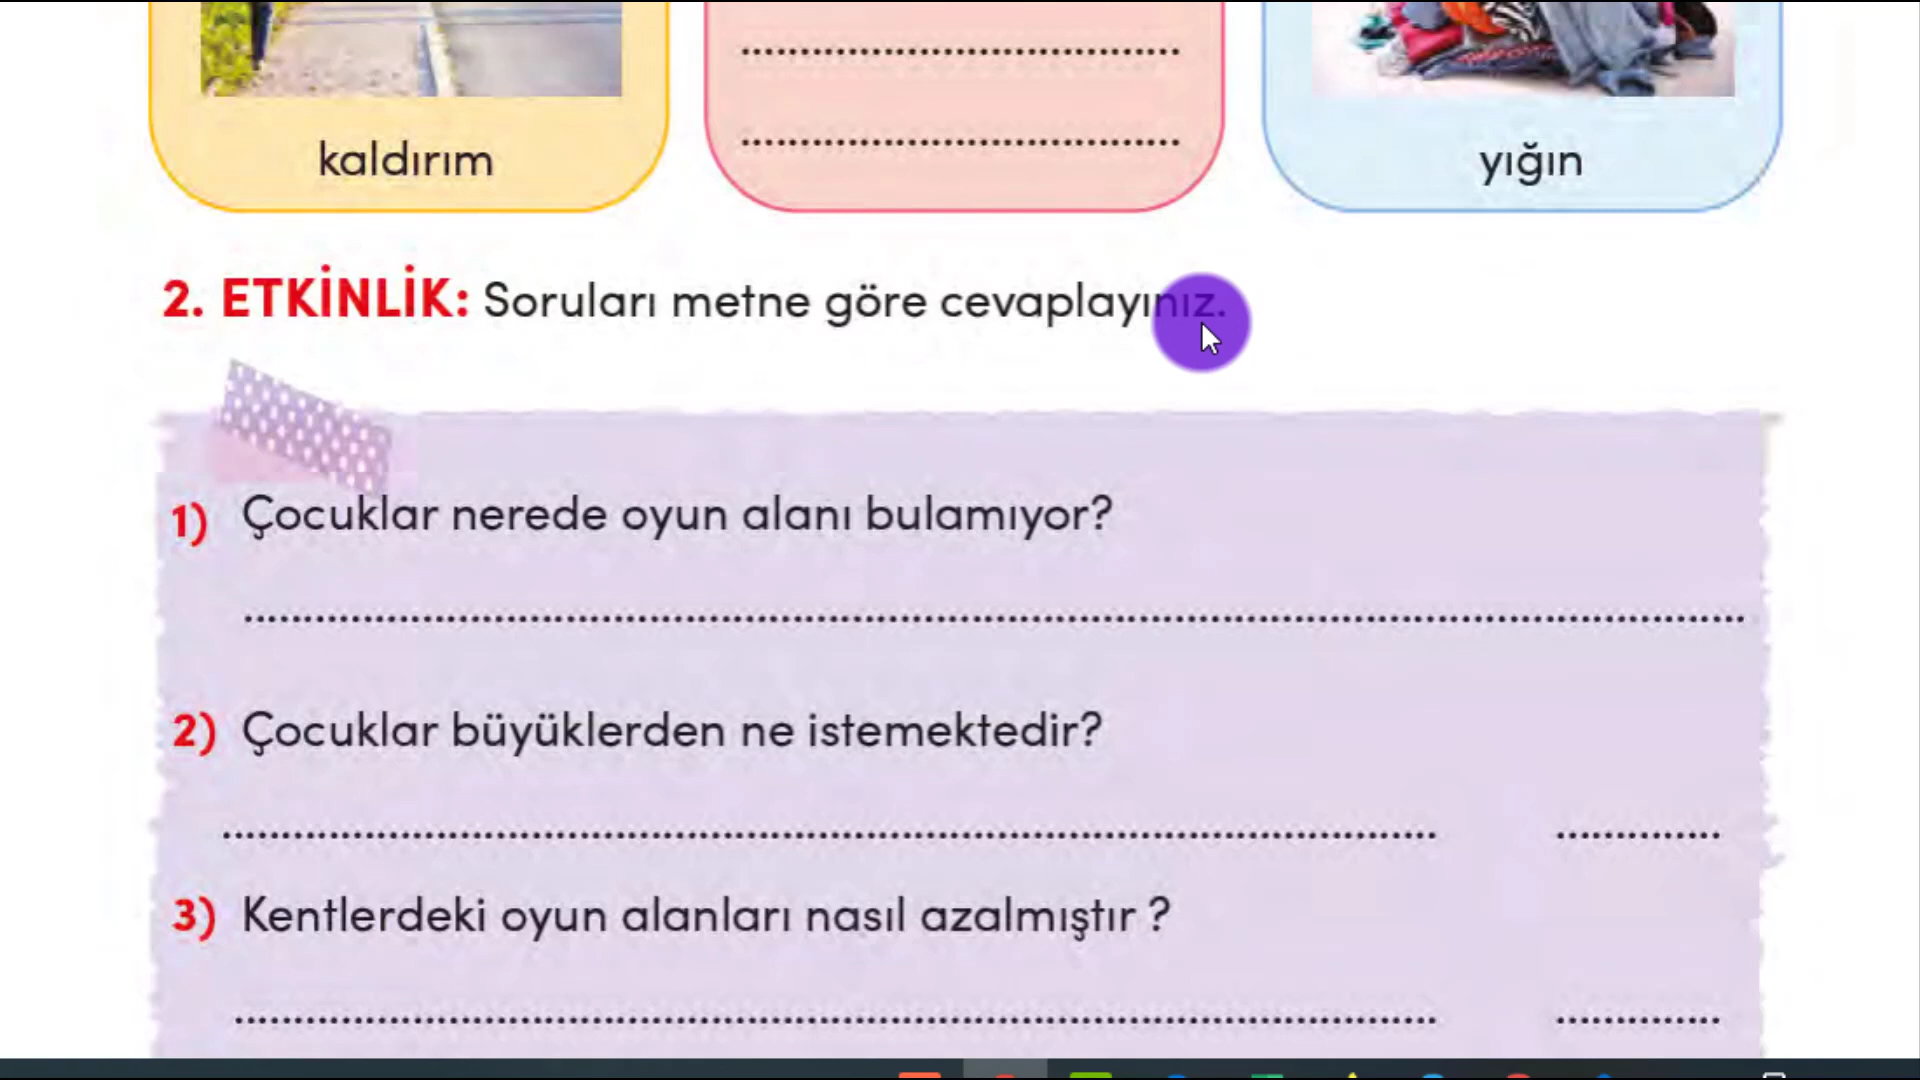 kaldırım
yığın
2. ETKİNLİK: Soruları metne göre cevaplayınız.
1) Çocuklar nerede oyun alanı bulamıyor?
2) Çocuklar büyüklerden ne istemektedir?
3) Kentlerdeki oyun alanları nasıl azalmıştır ?